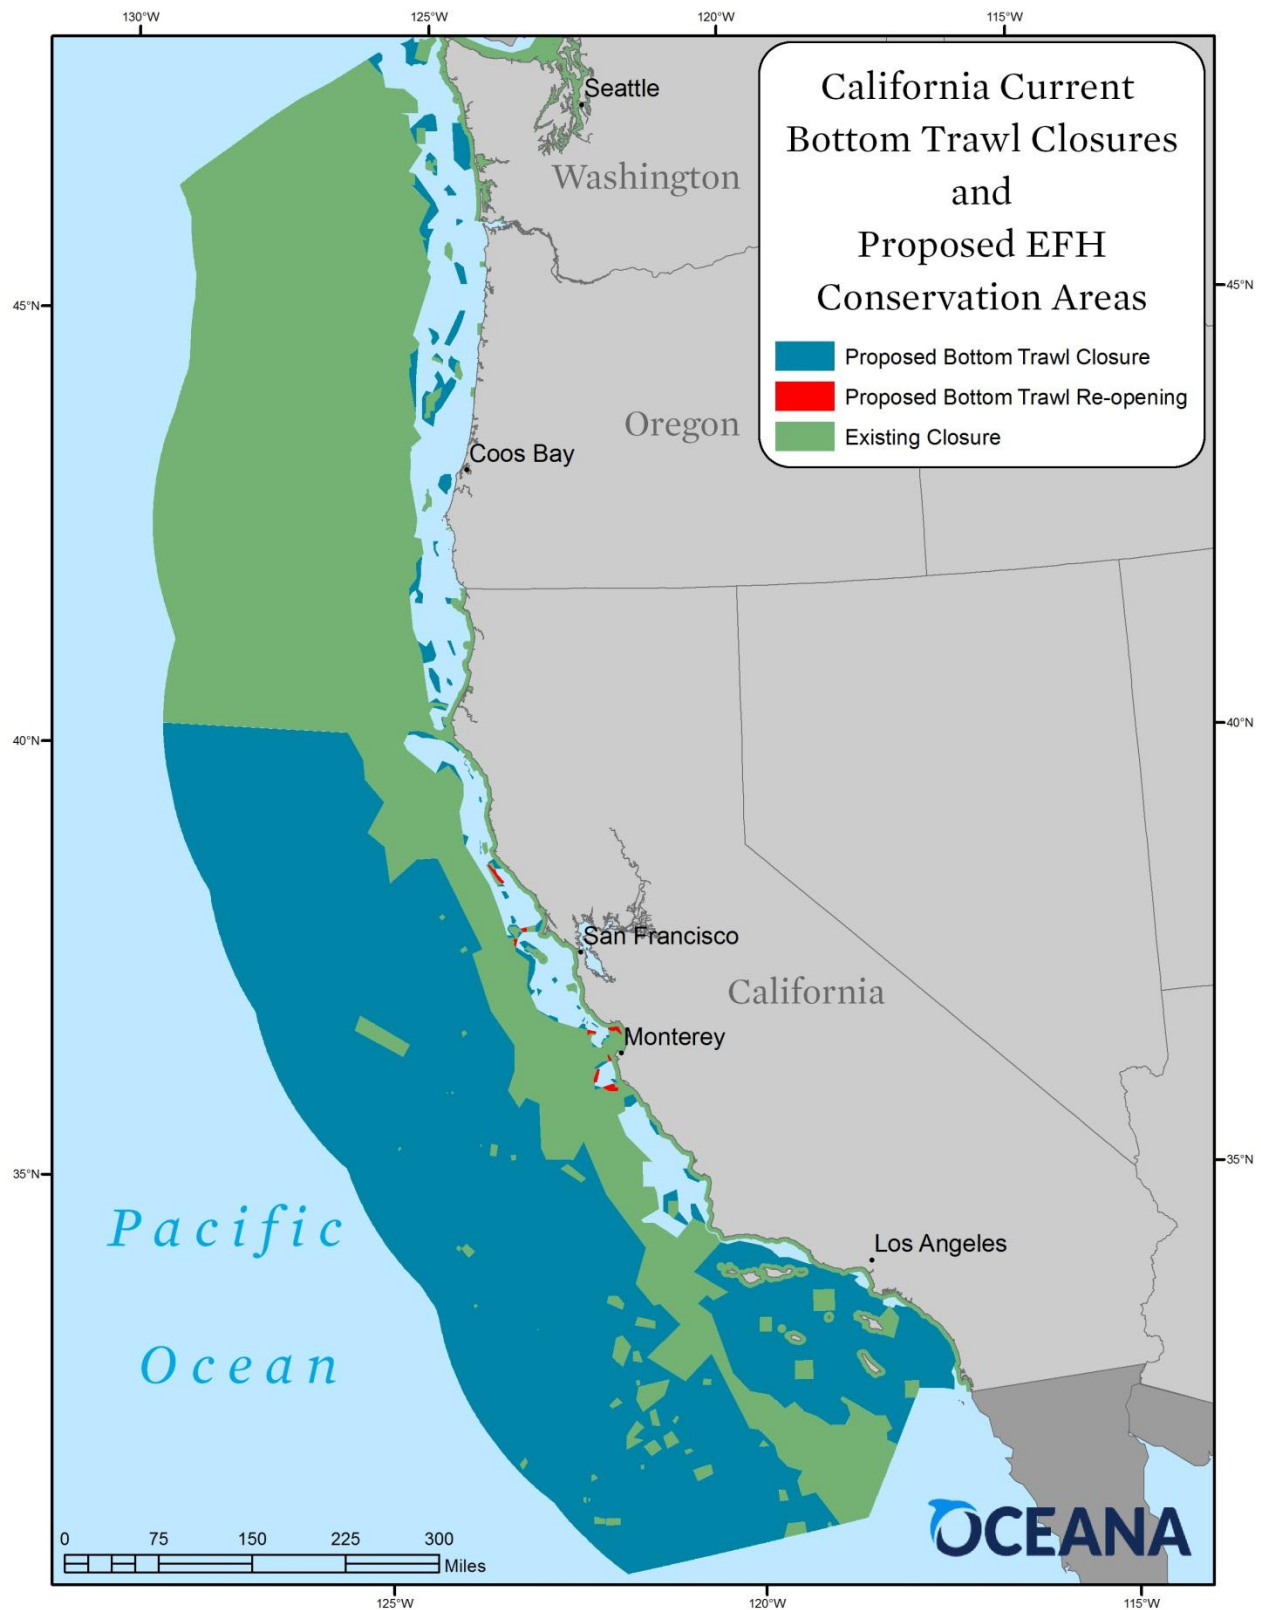 130°W
125°W
120°W
115°W
California Current
Bottom Trawl Closures
and
Proposed EFH
Conservation Areas
Proposed Bottom Trawl Closure
Proposed Bottom Trawl Re-opening
Existing Closure
Seattle
Washington
45°N
45°N
Oregon
Coos Bay
40°N
40°N
San Francisco
California
Monterey
35°N
35°N
Pacific
Ocean
Los Angeles
OCEANA
0 75 150 225 300
Miles
125°W
120°W
115°W